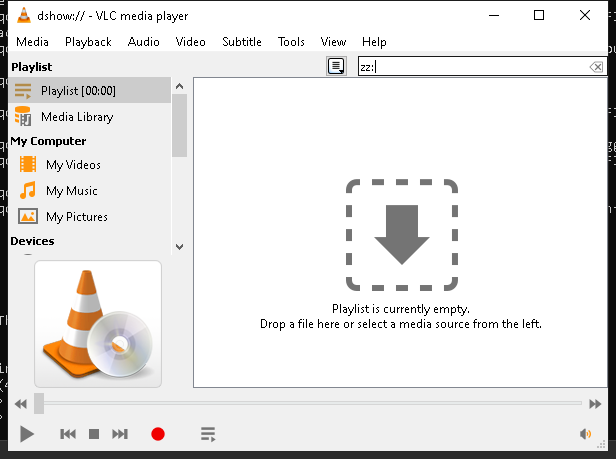 dshow:// - VLC media player
Media Playback Audio Video Subtitle Tools View Help
Playlist
zz:
Playlist [00:00]
Media Library
My Computer
My Videos
My Music
My Pictures
Devices
Playlist is currently empty.
Drop a file here or select a media source from the left.